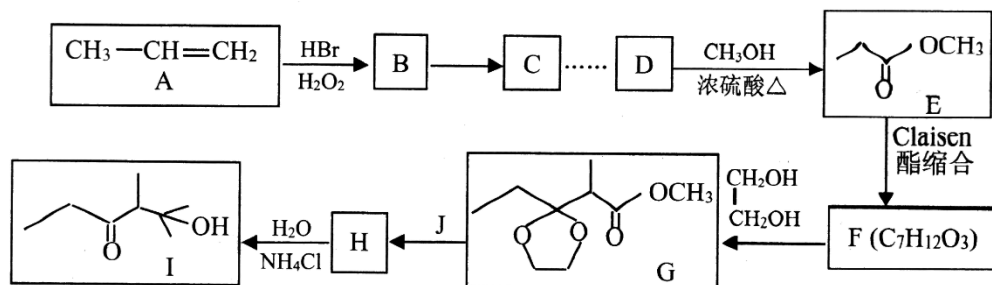 CH₃—CH=CH₂
A
HBr
H₂O₂
B
C
······
D
CH₃OH
浓硫酸△
OCH₃
O
E
Claisen
酯缩合
F (C₇H₁₂O₃)
CH₂OH
CH₂OH
OCH₃
O
O
O
G
J
H
H₂O
NH₄Cl
OH
O
I